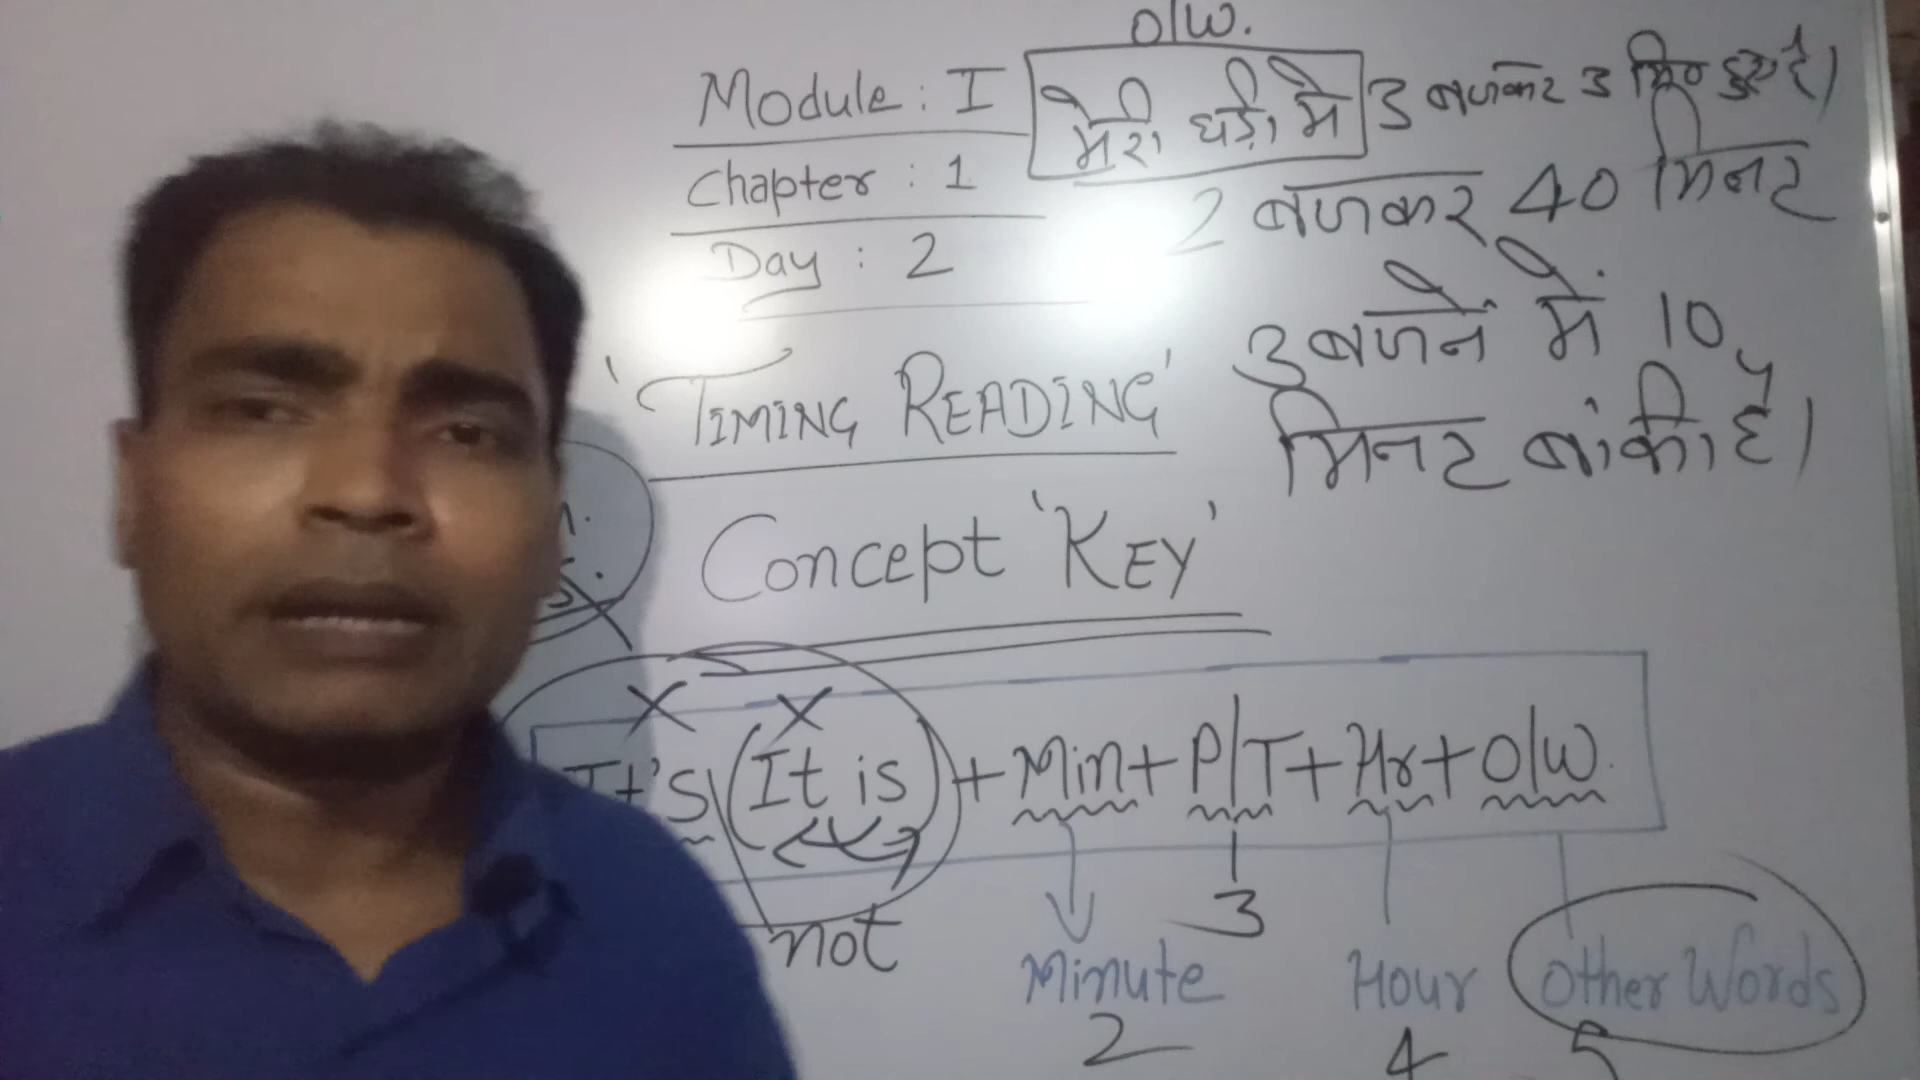 O/W.
Module : I
मेरी घड़ी में 3 बजकर 3 मि० हुए है।
Chapter : 1
2 बजकर 40 मिनट
Day : 2
3 बजने में 10
मिनट बांकी है।
'TIMING READING'
Concept 'KEY'
It's (It is) + Min + P/T + Hr + O/W.
not
3
Minute
Hour
Other Words
2
4
5